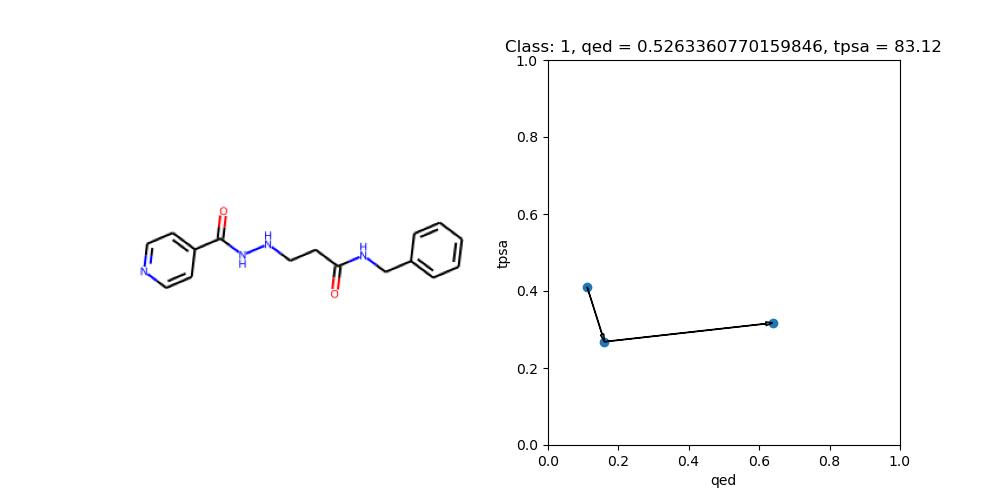 Class: 1, qed = 0.5263360770159846, tpsa = 83.12
1.0
0.8
0.6
0.4
0.2
0.0
tpsa
0.0 0.2 0.4 0.6 0.8 1.0
qed
O
H
N
N
H
H
N
N
O